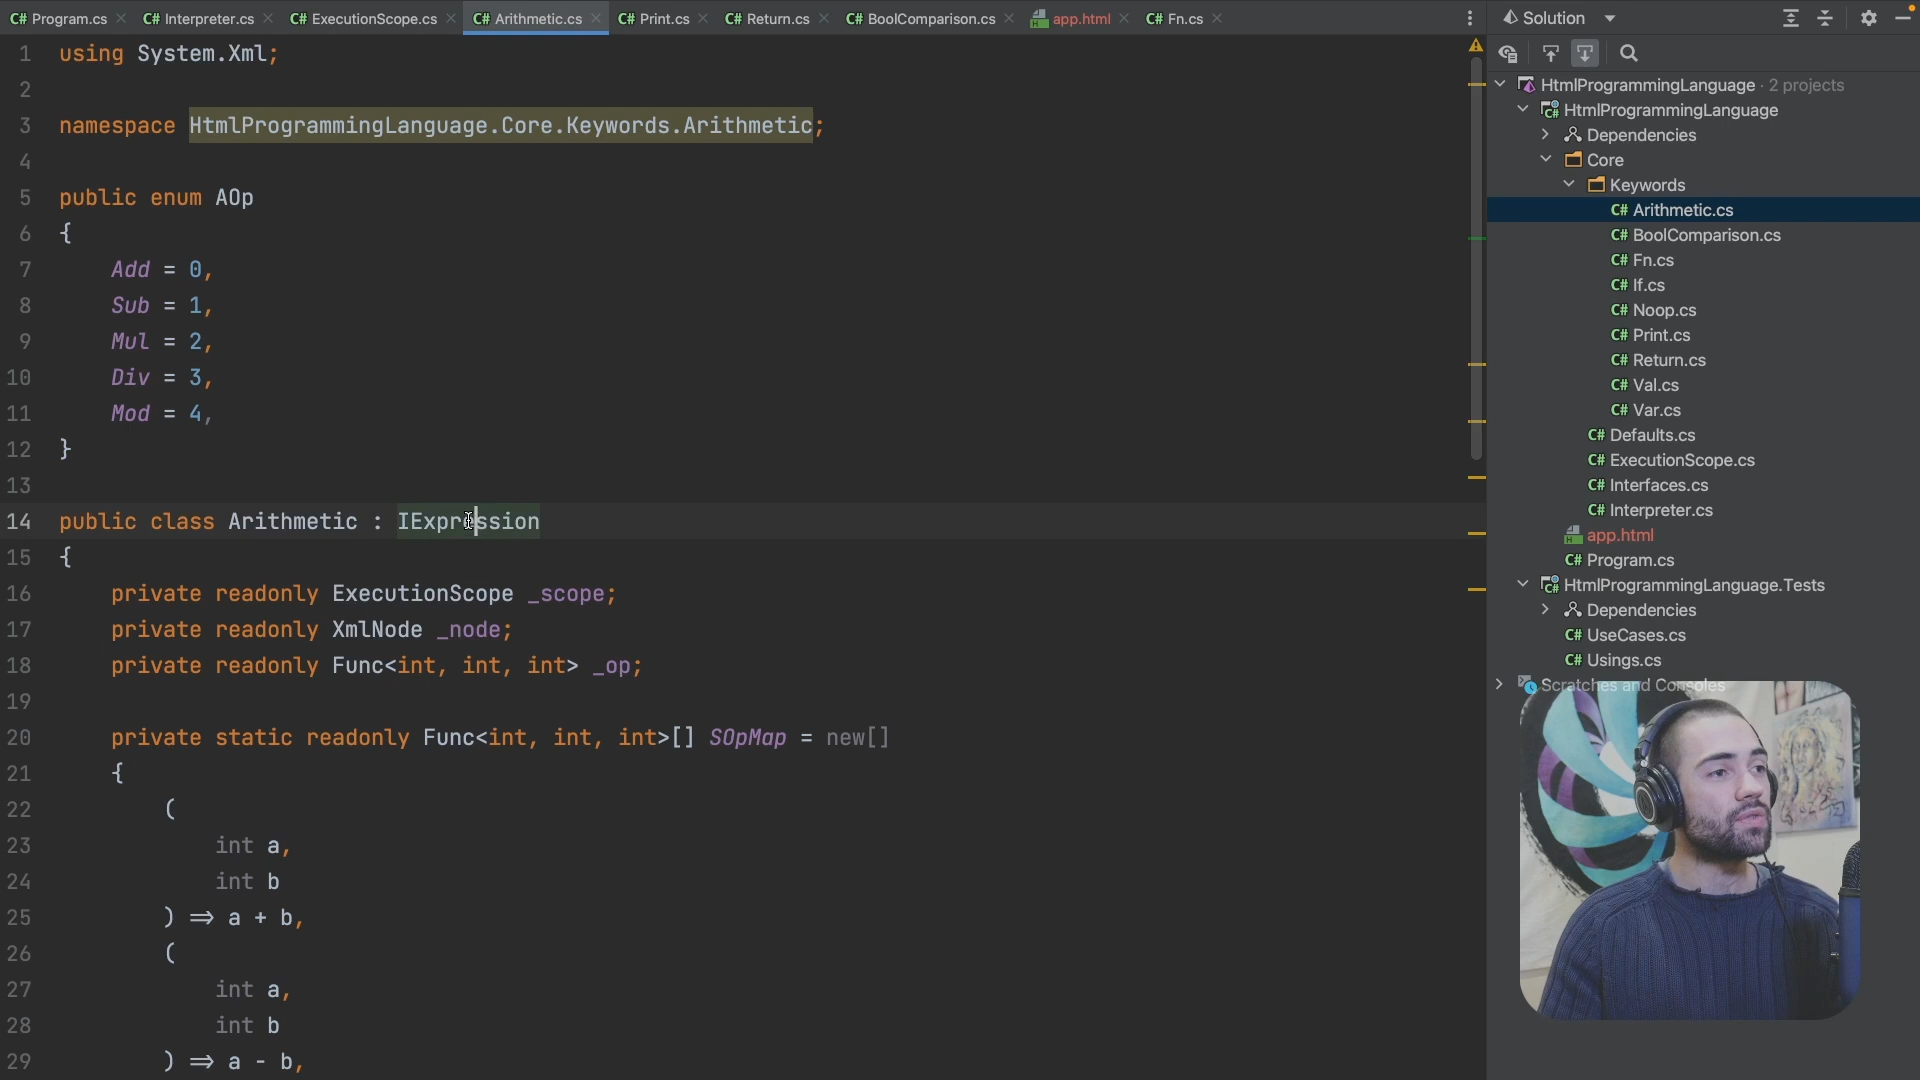 C# Program.cs
C# Interpreter.cs
C# ExecutionScope.cs
C# Arithmetic.cs
C# Print.cs
C# Return.cs
C# BoolComparison.cs
app.html
C# Fn.cs
Solution
1 using System.Xml;
2
3 namespace HtmlProgrammingLanguage.Core.Keywords.Arithmetic;
4
5 public enum AOp
6 {
7 Add = 0,
8 Sub = 1,
9 Mul = 2,
10 Div = 3,
11 Mod = 4,
12 }
13
14 public class Arithmetic : IExpression
15 {
16 private readonly ExecutionScope _scope;
17 private readonly XmlNode _node;
18 private readonly Func<int, int, int> _op;
19
20 private static readonly Func<int, int, int>[] SOpMap = new[]
21 {
22 (
23 int a,
24 int b
25 ) => a + b,
26 (
27 int a,
28 int b
29 ) => a - b,
HtmlProgrammingLanguage · 2 projects
HtmlProgrammingLanguage
Dependencies
Core
Keywords
C# Arithmetic.cs
C# BoolComparison.cs
C# Fn.cs
C# If.cs
C# Noop.cs
C# Print.cs
C# Return.cs
C# Val.cs
C# Var.cs
C# Defaults.cs
C# ExecutionScope.cs
C# Interfaces.cs
C# Interpreter.cs
app.html
C# Program.cs
HtmlProgrammingLanguage.Tests
Dependencies
C# UseCases.cs
C# Usings.cs
Scratches and Consoles